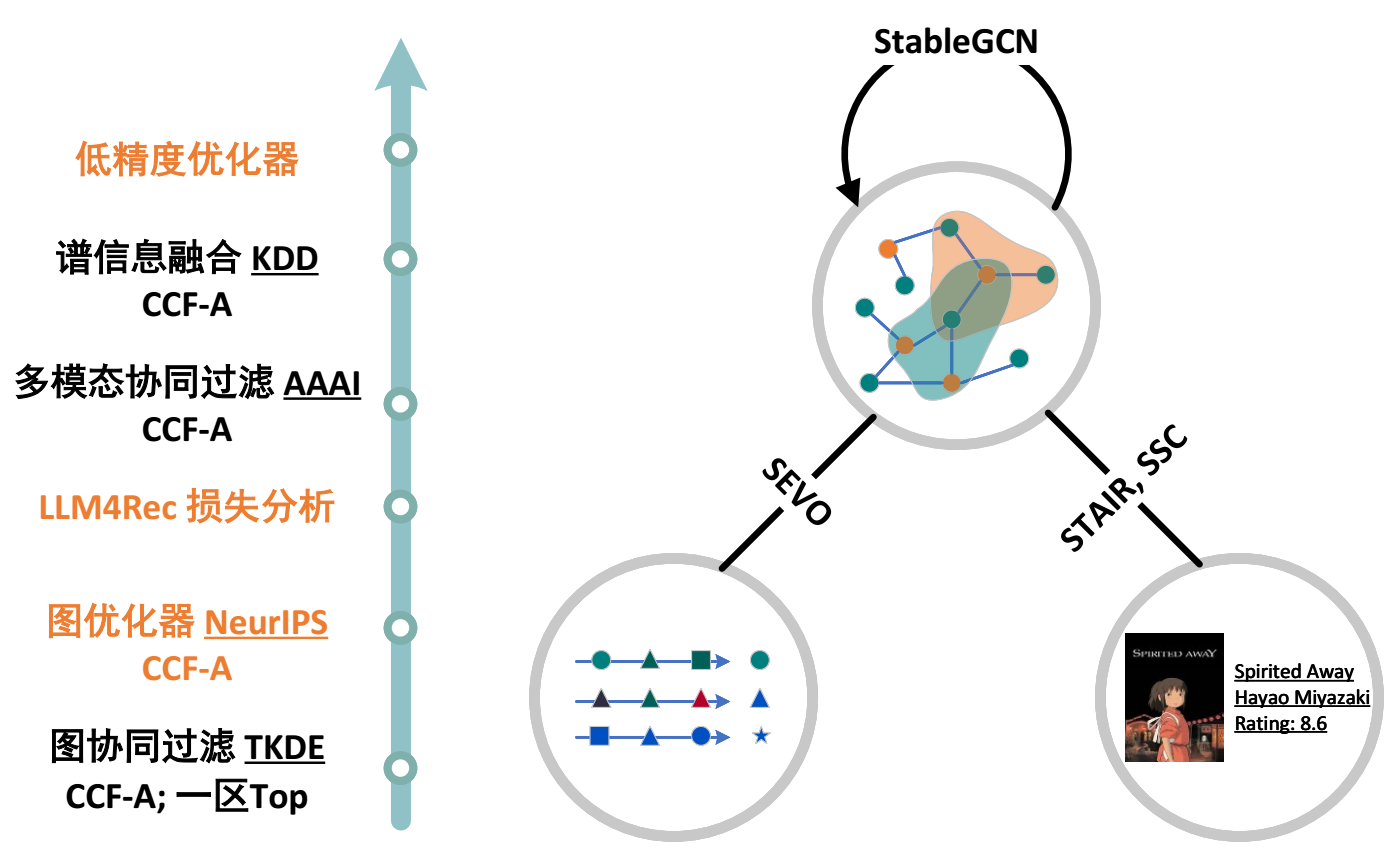 低精度优化器
谱信息融合 KDD
CCF-A
多模态协同过滤 AAAI
CCF-A
LLM4Rec 损失分析
图优化器 NeurIPS
CCF-A
图协同过滤 TKDE
CCF-A; 一区Top
StableGCN
SEVO
STAIR, SSC
SPIRITED AWAY
Spirited Away
Hayao Miyazaki
Rating: 8.6